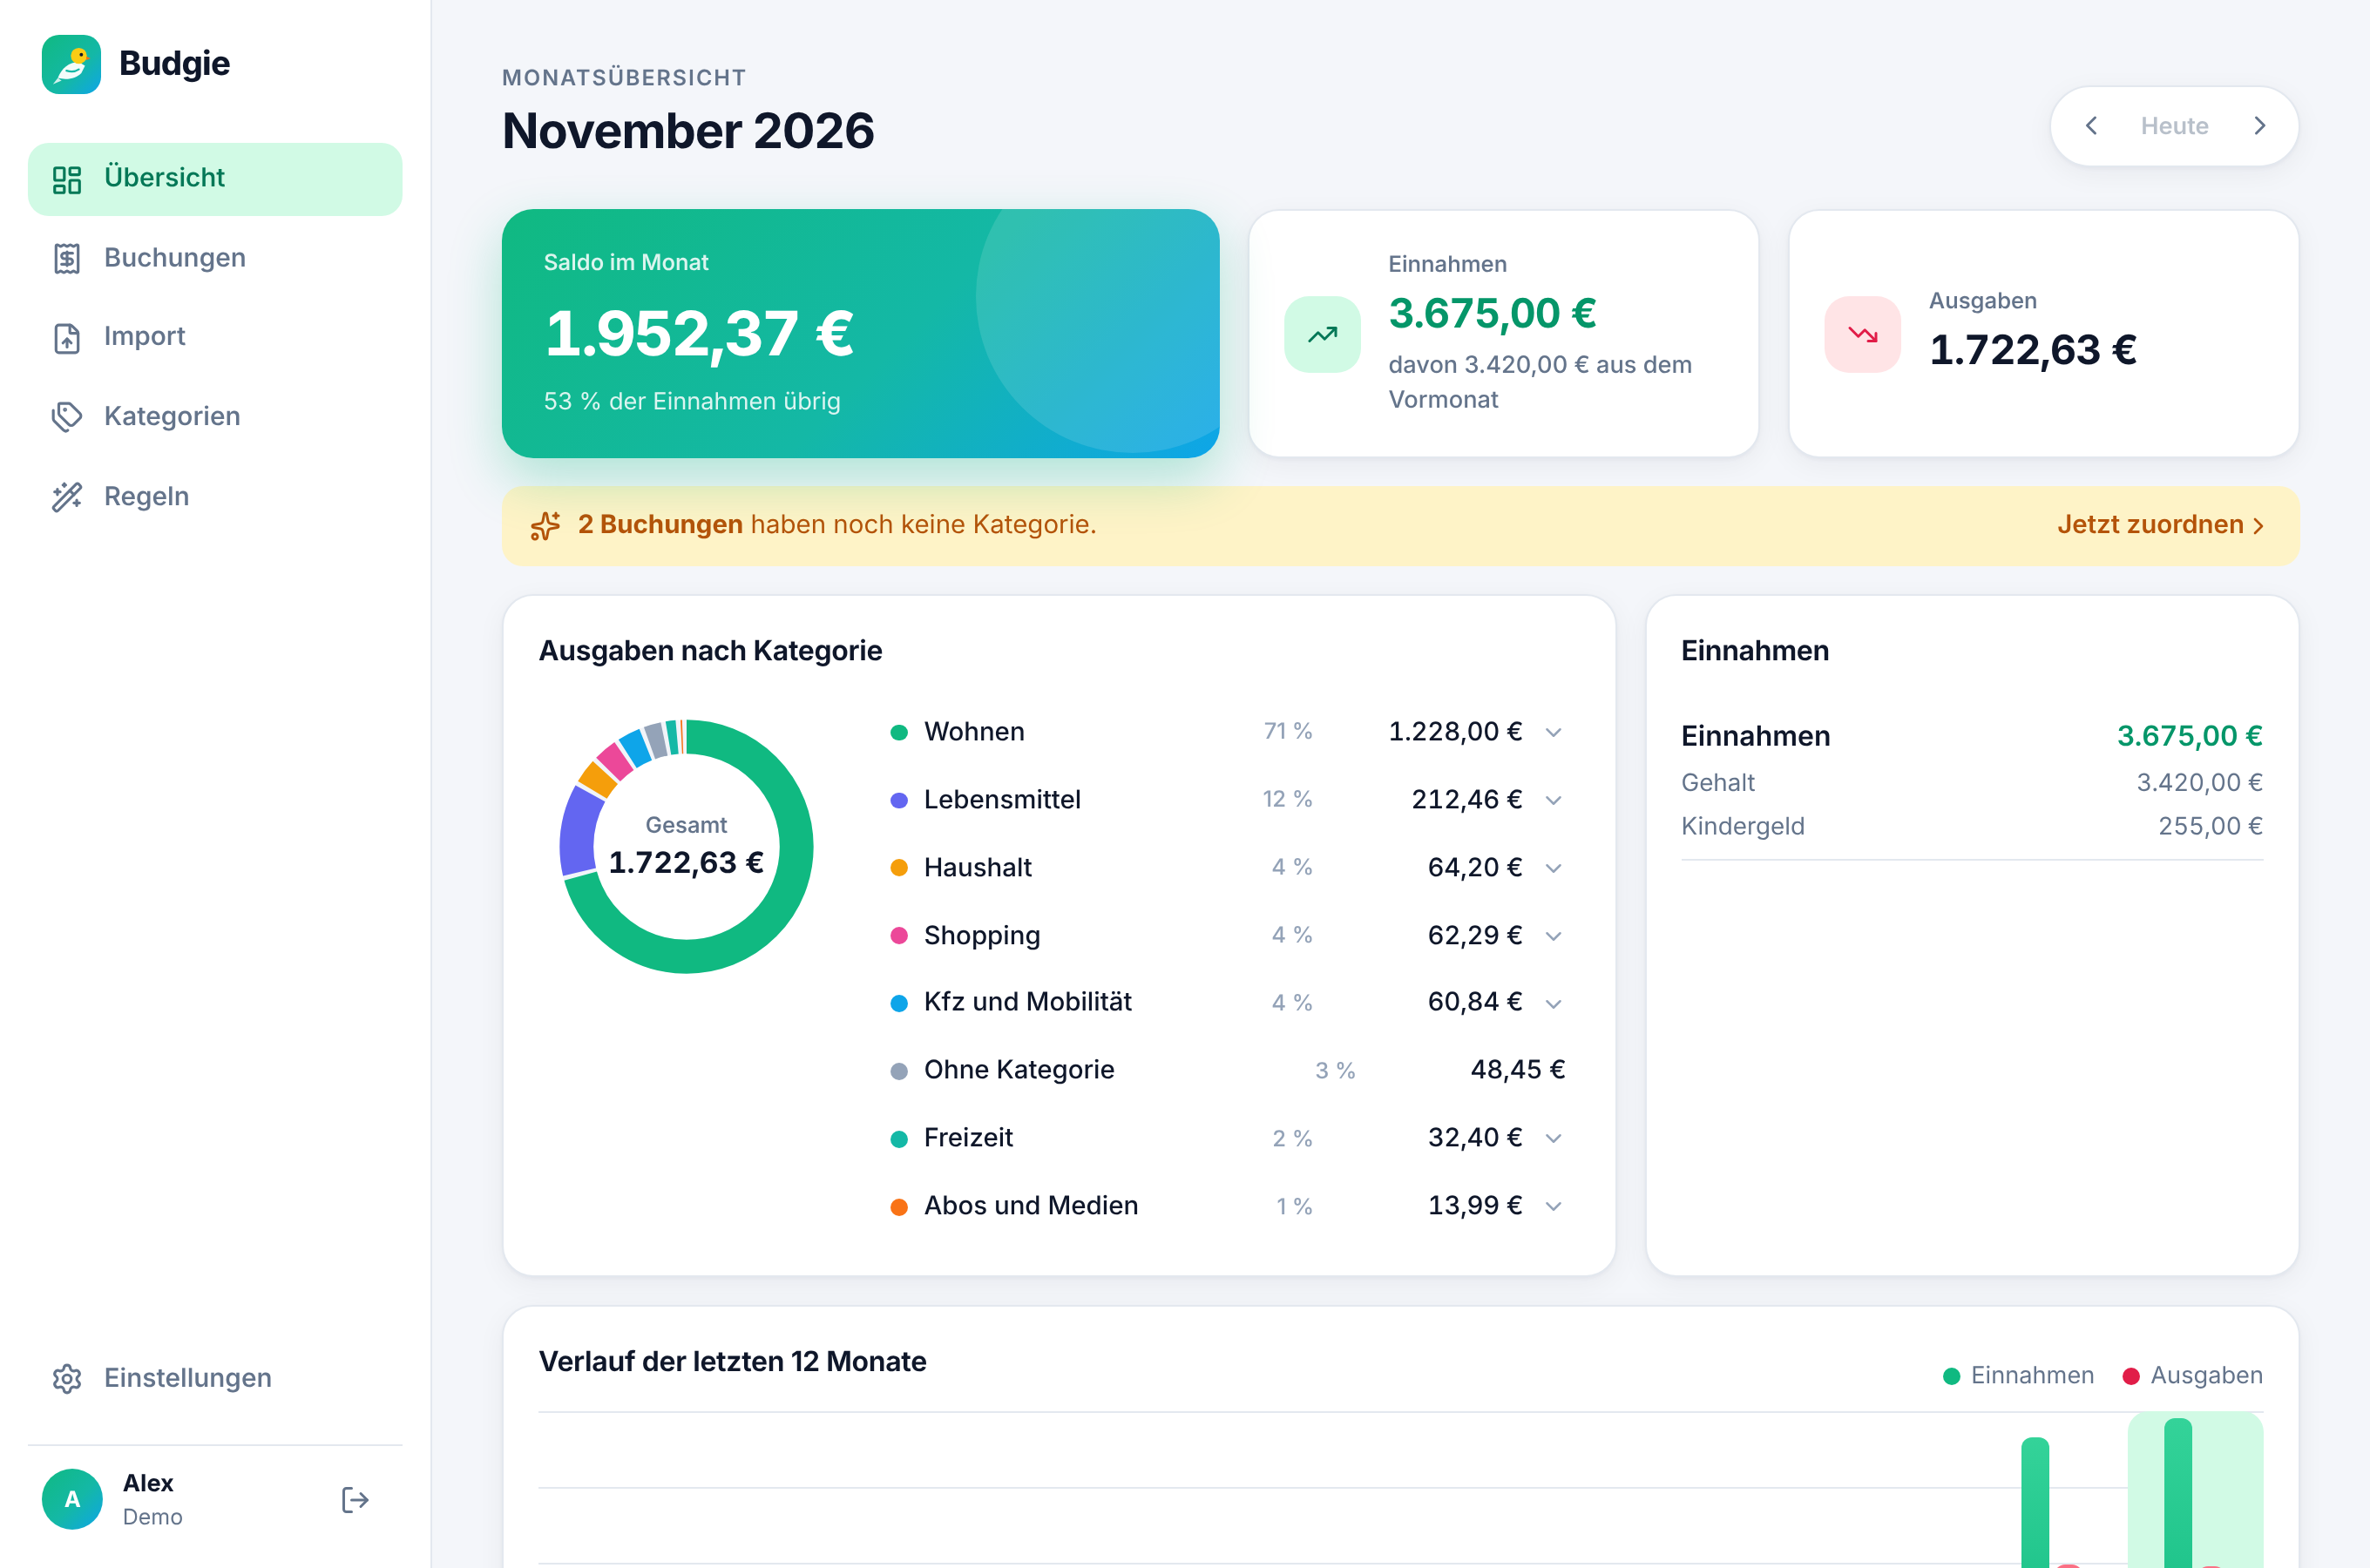 Budgie
Übersicht
Buchungen
Import
Kategorien
Regeln
Einstellungen
A
Alex
Demo
MONATSÜBERSICHT
November 2026
Heute
Saldo im Monat
1.952,37 €
53 % der Einnahmen übrig
Einnahmen
3.675,00 €
davon 3.420,00 € aus dem
Vormonat
Ausgaben
1.722,63 €
2 Buchungen haben noch keine Kategorie.
Jetzt zuordnen
Ausgaben nach Kategorie
Gesamt
1.722,63 €
Wohnen 71 % 1.228,00 €
Lebensmittel 12 % 212,46 €
Haushalt 4 % 64,20 €
Shopping 4 % 62,29 €
Kfz und Mobilität 4 % 60,84 €
Ohne Kategorie 3 % 48,45 €
Freizeit 2 % 32,40 €
Abos und Medien 1 % 13,99 €
Einnahmen
Einnahmen 3.675,00 €
Gehalt 3.420,00 €
Kindergeld 255,00 €
Verlauf der letzten 12 Monate
Einnahmen Ausgaben